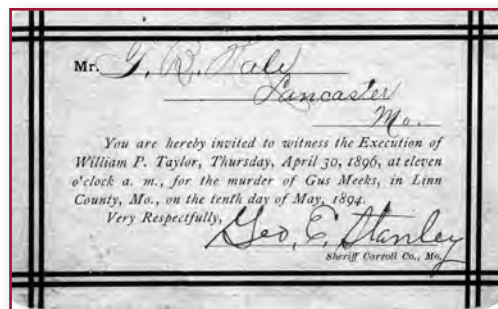 Mr. G. R. Hale
Lancaster
Mo.
You are hereby invited to witness the Execution of
William P. Taylor, Thursday, April 30, 1896, at eleven
o'clock a. m., for the murder of Gus Meeks, in Linn
County, Mo., on the tenth day of May, 1894.
Very Respectfully,
Geo. E. Stanley
Sheriff Carroll Co., Mo.